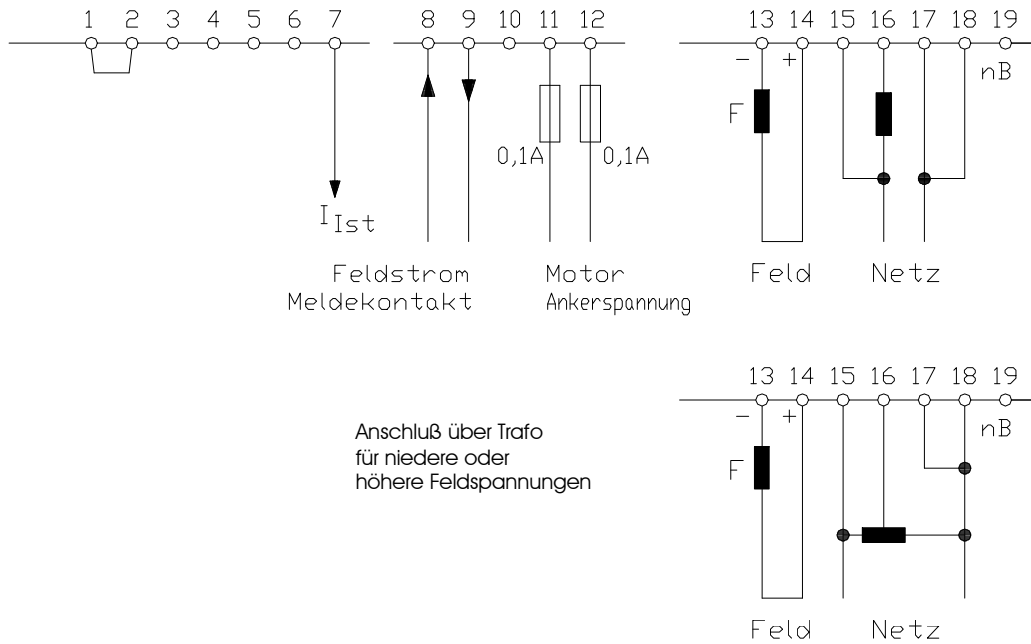 1 2 3 4 5 6 7 8 9 10 11 12 13 14 15 16 17 18 19
- + nB
F
0,1A 0,1A
I Ist
Feldstrom Motor Feld Netz
Meldekontakt Ankerspannung
13 14 15 16 17 18 19
- + nB
Anschluß über Trafo
für niedere oder
F
höhere Feldspannungen
Feld Netz